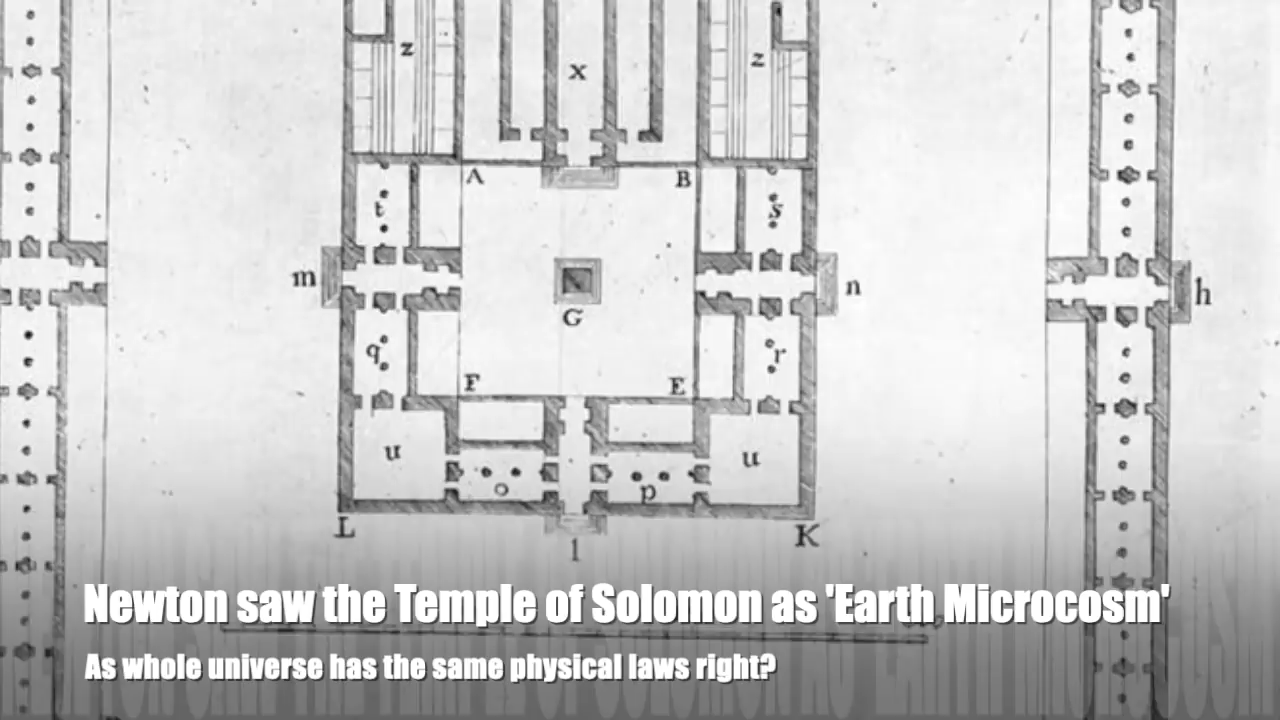 z
x
z
A
B
t
s
m
n
h
G
q
r
F
E
u
u
o
p
L
K
l
Newton saw the Temple of Solomon as 'Earth Microcosm'
As whole universe has the same physical laws right?